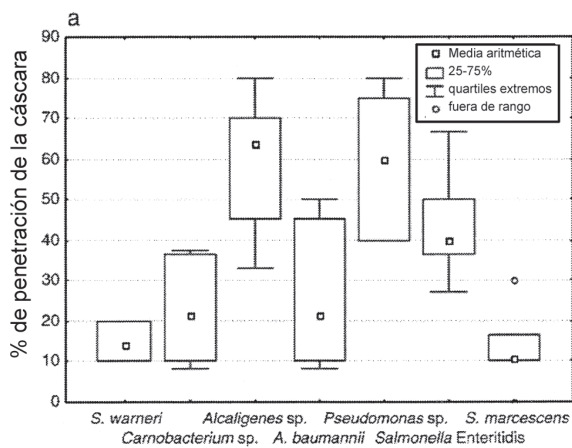 a
Media aritmética
25-75%
quartiles extremos
fuera de rango
% de penetración de la cáscara
90
80
70
60
50
40
30
20
10
0
S. warneri Alcaligenes sp. Pseudomonas sp. S. marcescens
Carnobacterium sp. A. baumannii Salmonella Enteritidis